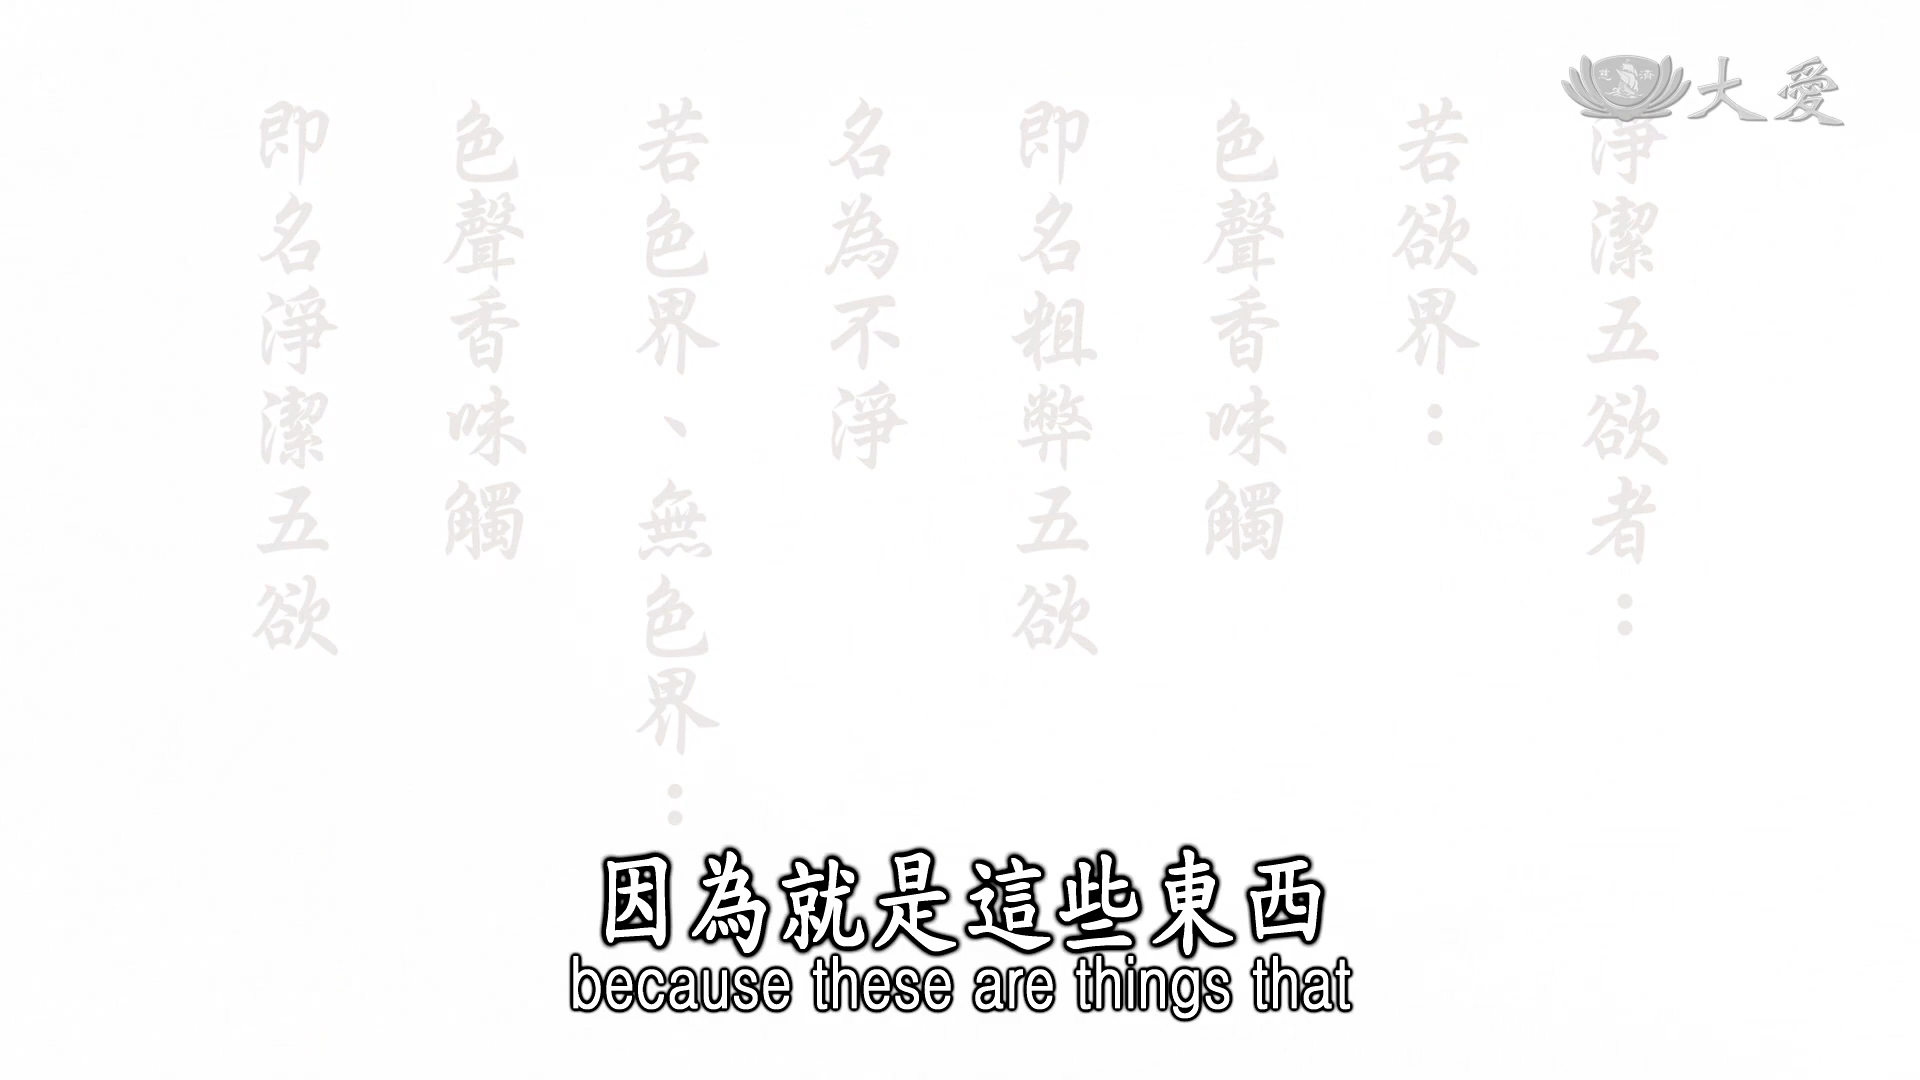 大愛
慈濟
淨潔五欲者：
若欲界：
色聲香味觸
即名粗弊五欲
名為不淨
若色界、無色界：
色聲香味觸
即名淨潔五欲
因為就是這些東西
because these are things that